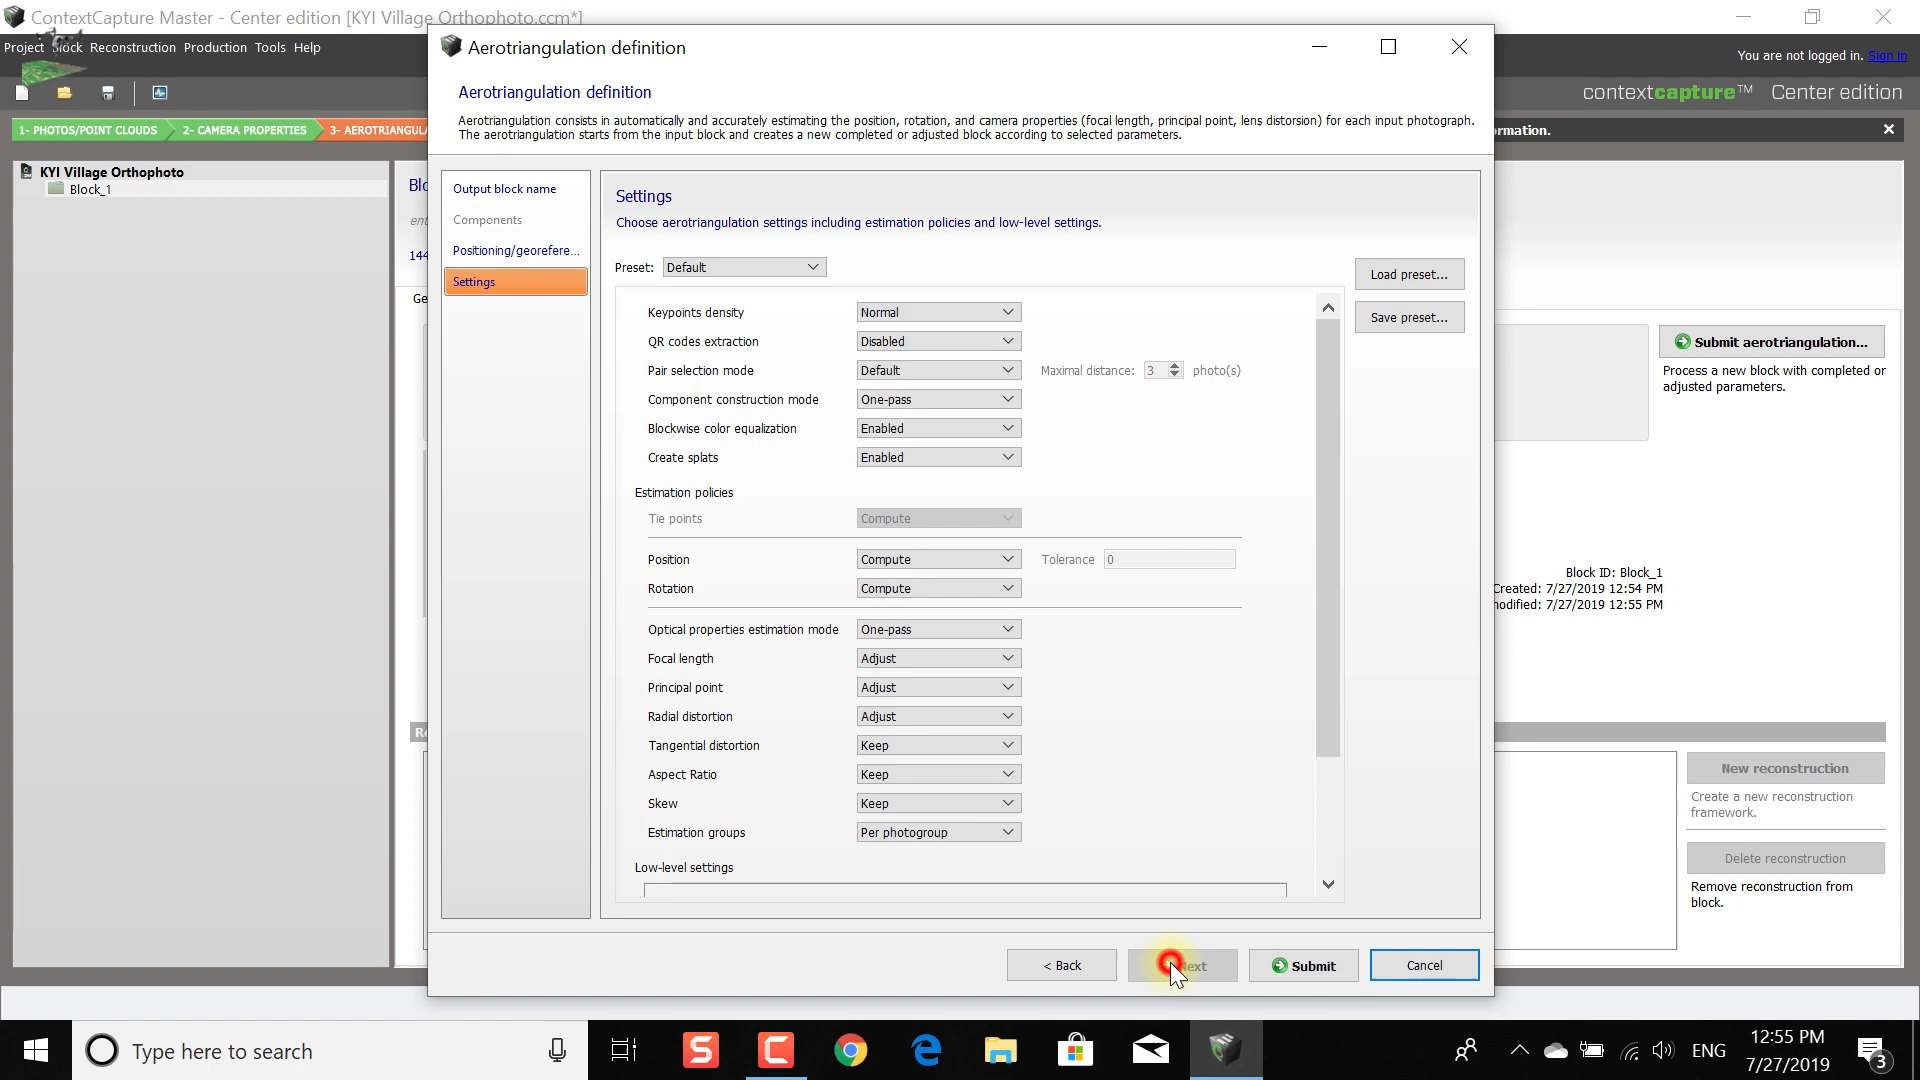 ContextCapture Master - Center edition [KYI Village Orthophoto.ccm*]
Project Block Reconstruction Production Tools Help
You are not logged in. Sign in
contextcapture™ Center edition
1- PHOTOS/POINT CLOUDS
2- CAMERA PROPERTIES
3- AEROTRIANGULA
rmation.
KYI Village Orthophoto
Block_1
Blo
144
Ge
Aerotriangulation definition
Aerotriangulation definition
Aerotriangulation consists in automatically and accurately estimating the position, rotation, and camera properties (focal length, principal point, lens distorsion) for each input photograph.
The aerotriangulation starts from the input block and creates a new completed or adjusted block according to selected parameters.
Output block name
Components
Positioning/georefere...
Settings
Settings
Choose aerotriangulation settings including estimation policies and low-level settings.
Preset: Default
Load preset...
Save preset...
Keypoints density Normal
QR codes extraction Disabled
Pair selection mode Default Maximal distance: 3 photo(s)
Component construction mode One-pass
Blockwise color equalization Enabled
Create splats Enabled
Estimation policies
Tie points Compute
Position Compute Tolerance 0
Rotation Compute
Optical properties estimation mode One-pass
Focal length Adjust
Principal point Adjust
Radial distortion Adjust
Tangential distortion Keep
Aspect Ratio Keep
Skew Keep
Estimation groups Per photogroup
Low-level settings
< Back
Submit
Cancel
Submit aerotriangulation...
Process a new block with completed or
adjusted parameters.
Block ID: Block_1
Created: 7/27/2019 12:54 PM
modified: 7/27/2019 12:55 PM
New reconstruction
Create a new reconstruction
framework.
Delete reconstruction
Remove reconstruction from
block.
Type here to search
ENG
12:55 PM
7/27/2019
3